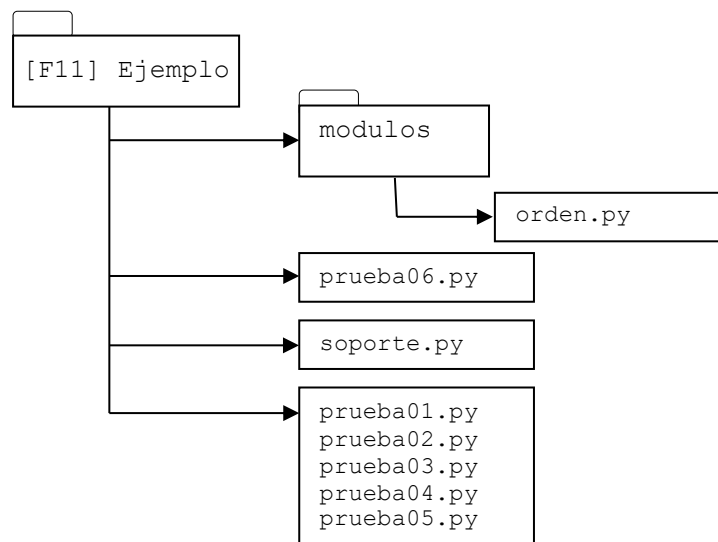 [F11] Ejemplo
modulos
orden.py
prueba06.py
soporte.py
prueba01.py
prueba02.py
prueba03.py
prueba04.py
prueba05.py